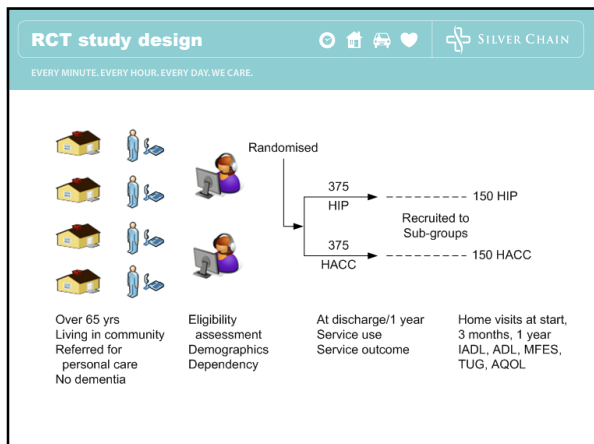 RCT study design
SILVER CHAIN
EVERY MINUTE. EVERY HOUR. EVERY DAY. WE CARE.
Randomised
375
HIP
150 HIP
Recruited to
Sub-groups
375
HACC
150 HACC
Over 65 yrs
Living in community
Referred for
personal care
No dementia
Eligibility
assessment
Demographics
Dependency
At discharge/1 year
Service use
Service outcome
Home visits at start,
3 months, 1 year
IADL, ADL, MFES,
TUG, AQOL